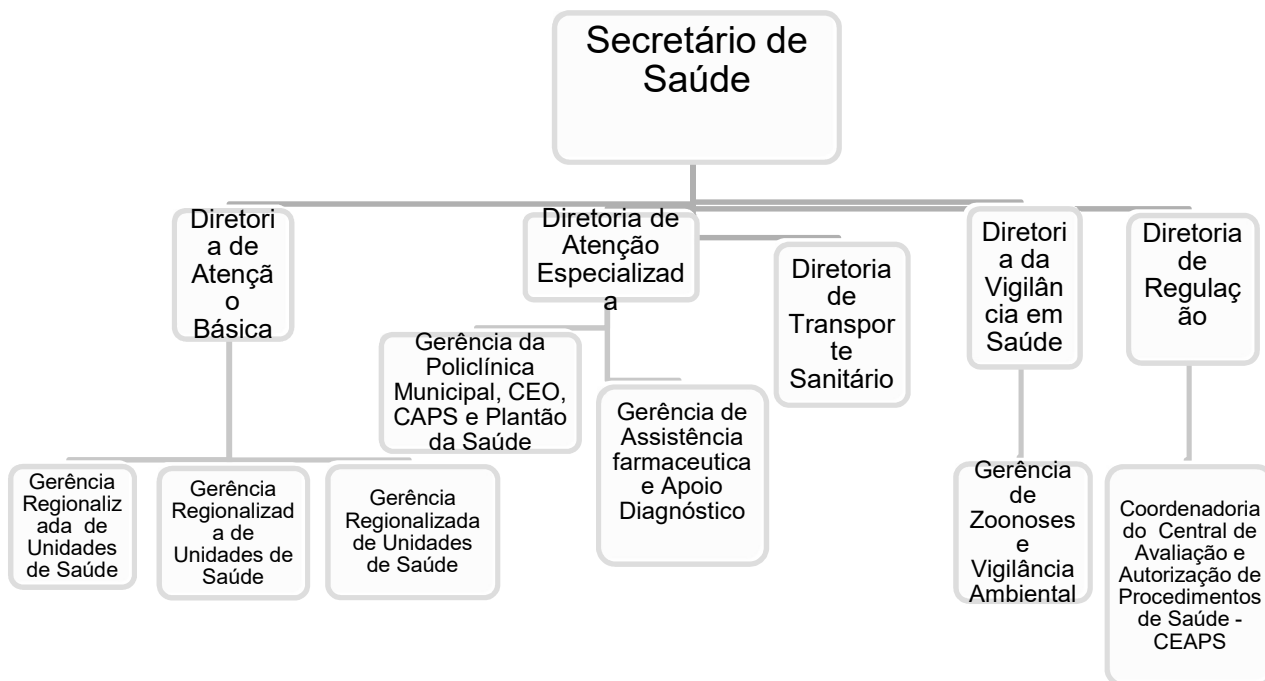 Secretário de
Saúde
Diretori
a de
Atençã
o
Básica
Diretoria de
Atenção
Especializad
a
Diretoria
de
Transpor
te
Sanitário
Diretori
a da
Vigilân
cia em
Saúde
Diretoria
de
Regulaç
ão
Gerência da
Policlínica
Municipal, CEO,
CAPS e Plantão
da Saúde
Gerência de
Assistência
farmaceutica
e Apoio
Diagnóstico
Gerência
Regionaliz
ada de
Unidades
de Saúde
Gerência
Regionalizad
a de
Unidades de
Saúde
Gerência
Regionalizada
de Unidades
de Saúde
Gerência
de
Zoonoses
e
Vigilância
Ambiental
Coordenadoria
do Central de
Avaliação e
Autorização de
Procedimentos
de Saúde -
CEAPS